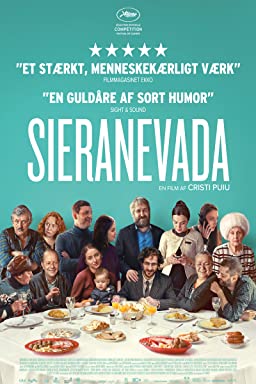 COMPETITION
"ET STÆRKT, MENNESKEKÆRLIGT VÆRK"
FILMMAGASINET EKKO
"EN GULDÅRE AF SORT HUMOR"
SIGHT & SOUND
SIERANEVADA
EN FILM AF CRISTI PUIU